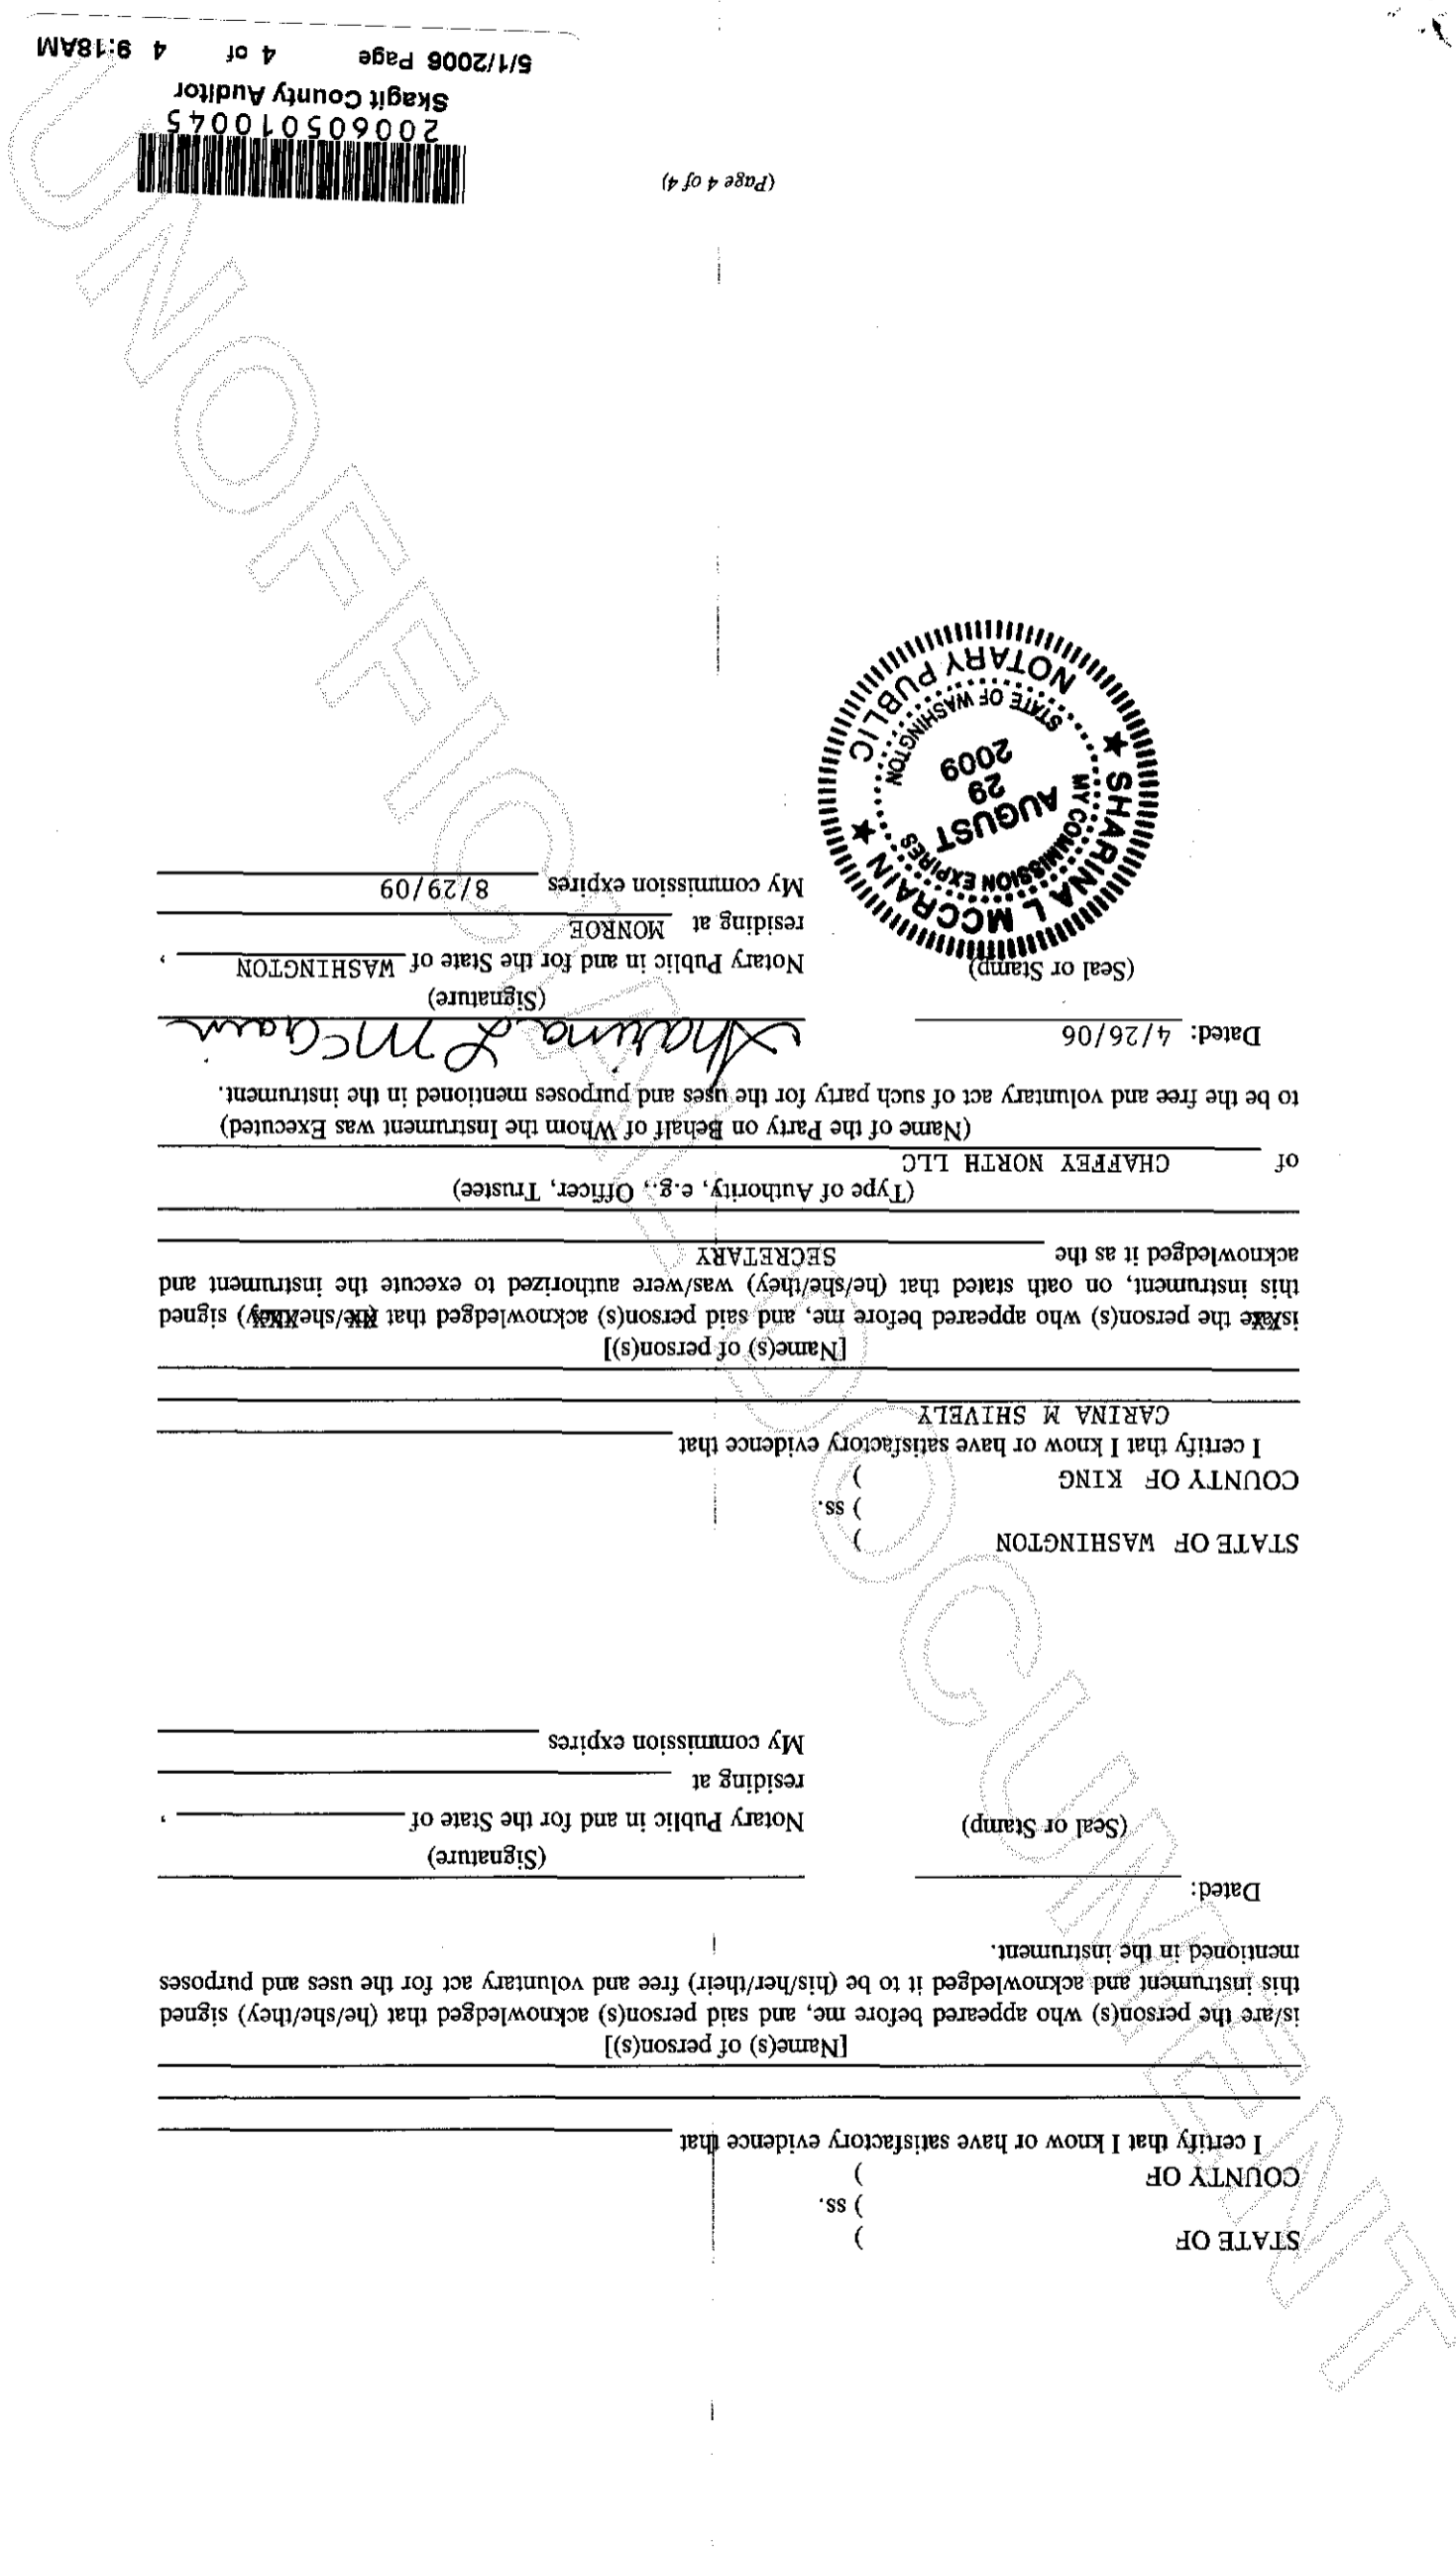 STATE OF )
) ss.
COUNTY OF )
I certify that I know or have satisfactory evidence that
[Name(s) of person(s)]
is/are the person(s) who appeared before me, and said person(s) acknowledged that (he/she/they) signed
this instrument and acknowledged it to be (his/her/their) free and voluntary act for the uses and purposes
mentioned in the instrument.
Dated:
(Signature)
(Seal or Stamp) Notary Public in and for the State of ,
residing at
My commission expires
STATE OF WASHINGTON )
) ss.
COUNTY OF KING )
I certify that I know or have satisfactory evidence that
CARINA M SHIVELY
[Name(s) of person(s)]
is/are the person(s) who appeared before me, and said person(s) acknowledged that (he/she/they) signed
this instrument, on oath stated that (he/she/they) was/were authorized to execute the instrument and
acknowledged it as the SECRETARY
(Type of Authority, e.g., Officer, Trustee)
of CHAFFEY NORTH LLC
(Name of the Party on Behalf of Whom the Instrument was Executed)
to be the free and voluntary act of such party for the uses and purposes mentioned in the instrument.
Dated: 4/26/06 Sharina L McCrain
(Signature)
(Seal or Stamp) Notary Public in and for the State of WASHINGTON ,
residing at MONROE
My commission expires 8/29/09
SHARINA L MCCRAIN
MY COMMISSION EXPIRES
AUGUST
29
2009
STATE OF WASHINGTON
NOTARY PUBLIC
(Page 4 of 4)
200605010045
Skagit County Auditor
5/1/2006 Page 4 of 4 9:18AM
UNOFFICIAL DOCUMENT